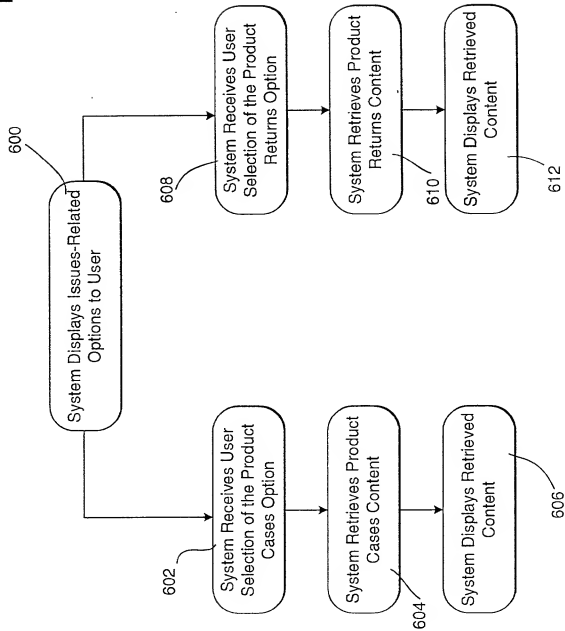 600
System Displays Issues-Related
Options to User
602
System Receives User
Selection of the Product
Cases Option
604
System Retrieves Product
Cases Content
606
System Displays Retrieved
Content
608
System Receives User
Selection of the Product
Returns Option
610
System Retrieves Product
Returns Content
612
System Displays Retrieved
Content